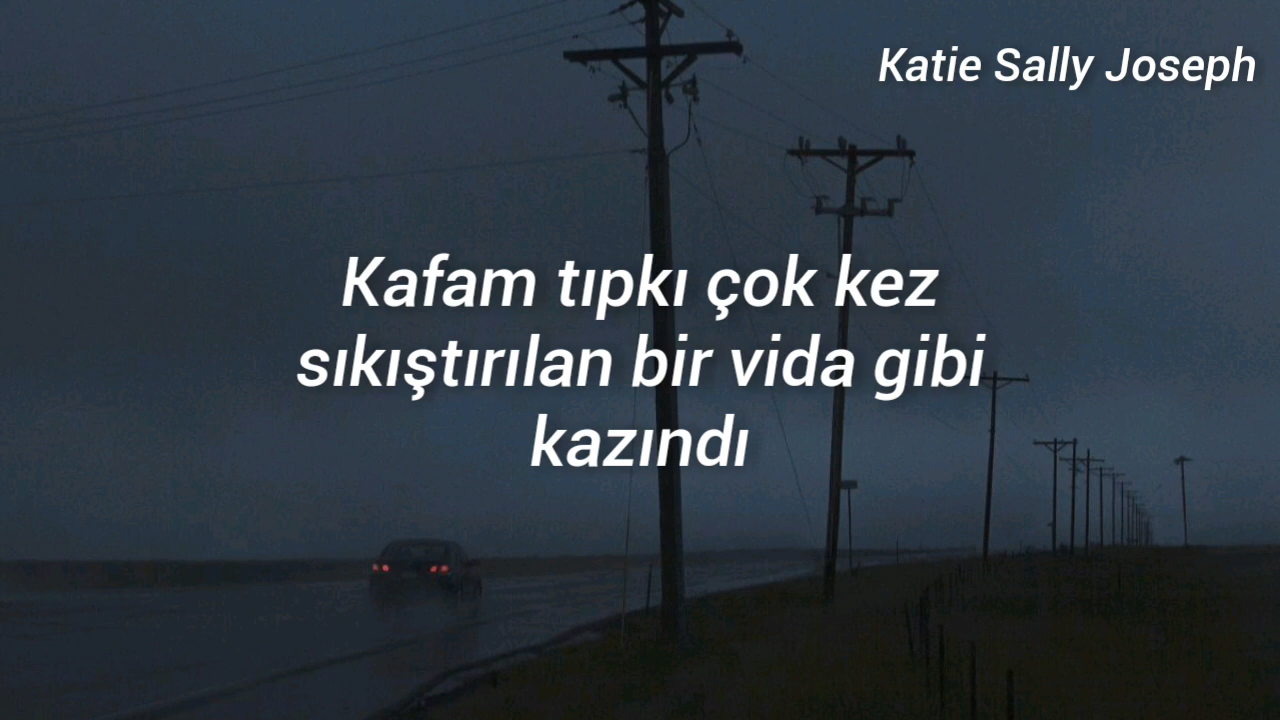 Katie Sally Joseph
Kafam tıpkı çok kez
sıkıştırılan bir vida gibi
kazındı